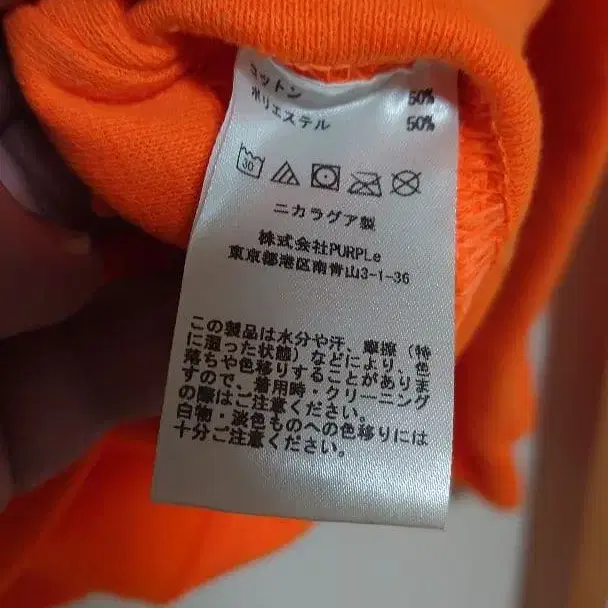 コットン 50%
ポリエステル 50%
30
ニカラグア製
株式会社PURPLe
東京都港区南青山3-1-36
この製品は水分や汗、摩擦（特
に湿った状態）などにより、色
落ちや色移りすることがありま
すので、着用時・クリーニング
の際はご注意ください。
白物・淡色ものへの色移りには
十分ご注意ください。